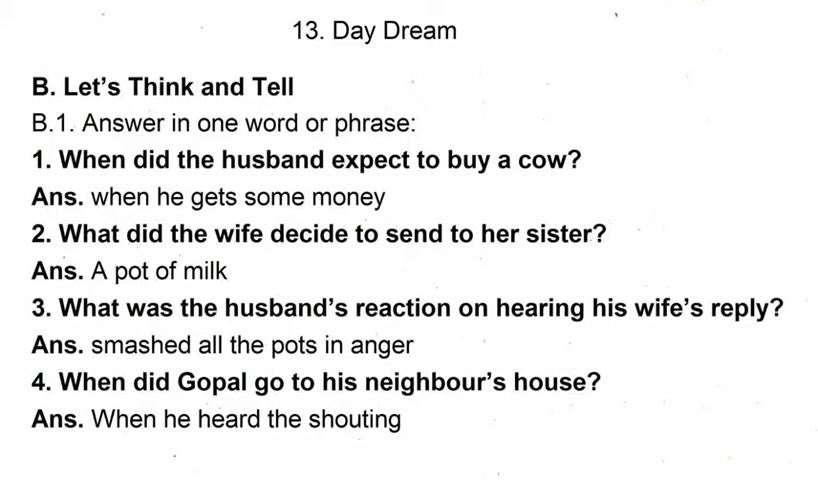 13. Day Dream
B. Let's Think and Tell
B.1. Answer in one word or phrase:
1. When did the husband expect to buy a cow?
Ans. when he gets some money
2. What did the wife decide to send to her sister?
Ans. A pot of milk
3. What was the husband's reaction on hearing his wife's reply?
Ans. smashed all the pots in anger
4. When did Gopal go to his neighbour's house?
Ans. When he heard the shouting